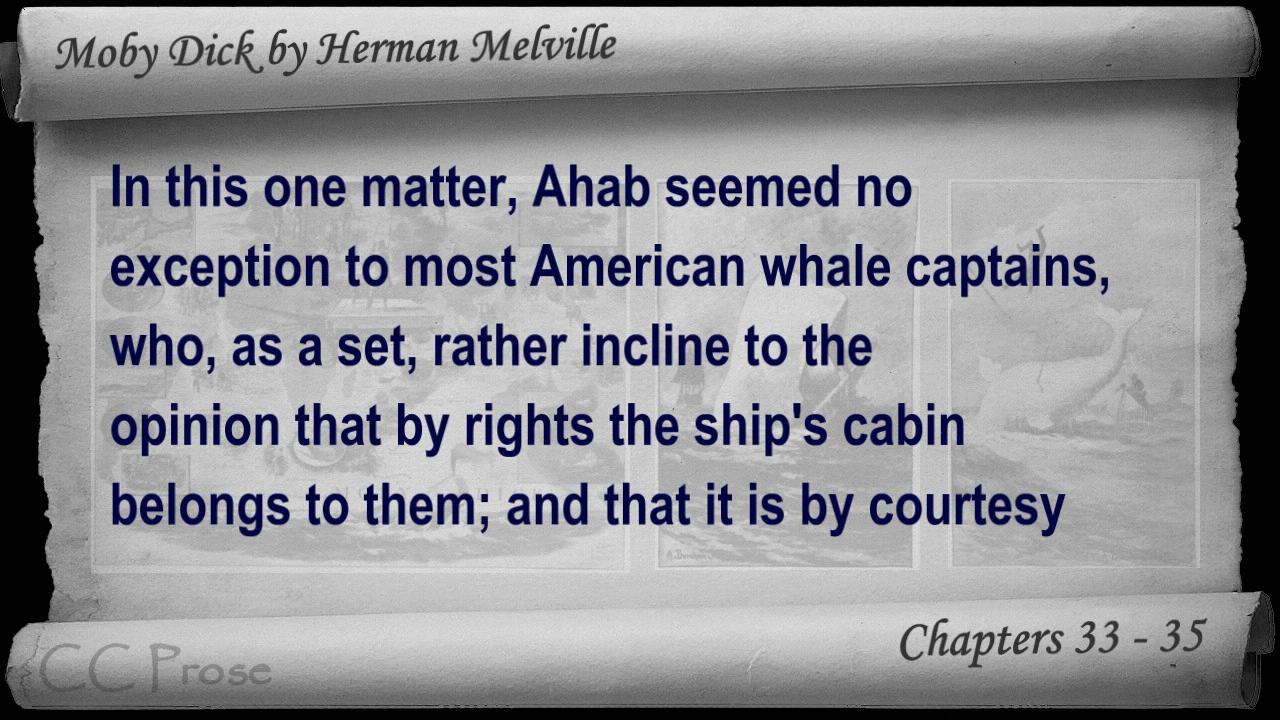 Moby Dick by Herman Melville
In this one matter, Ahab seemed no
exception to most American whale captains,
who, as a set, rather incline to the
opinion that by rights the ship's cabin
belongs to them; and that it is by courtesy
Chapters 33 - 35
CC Prose